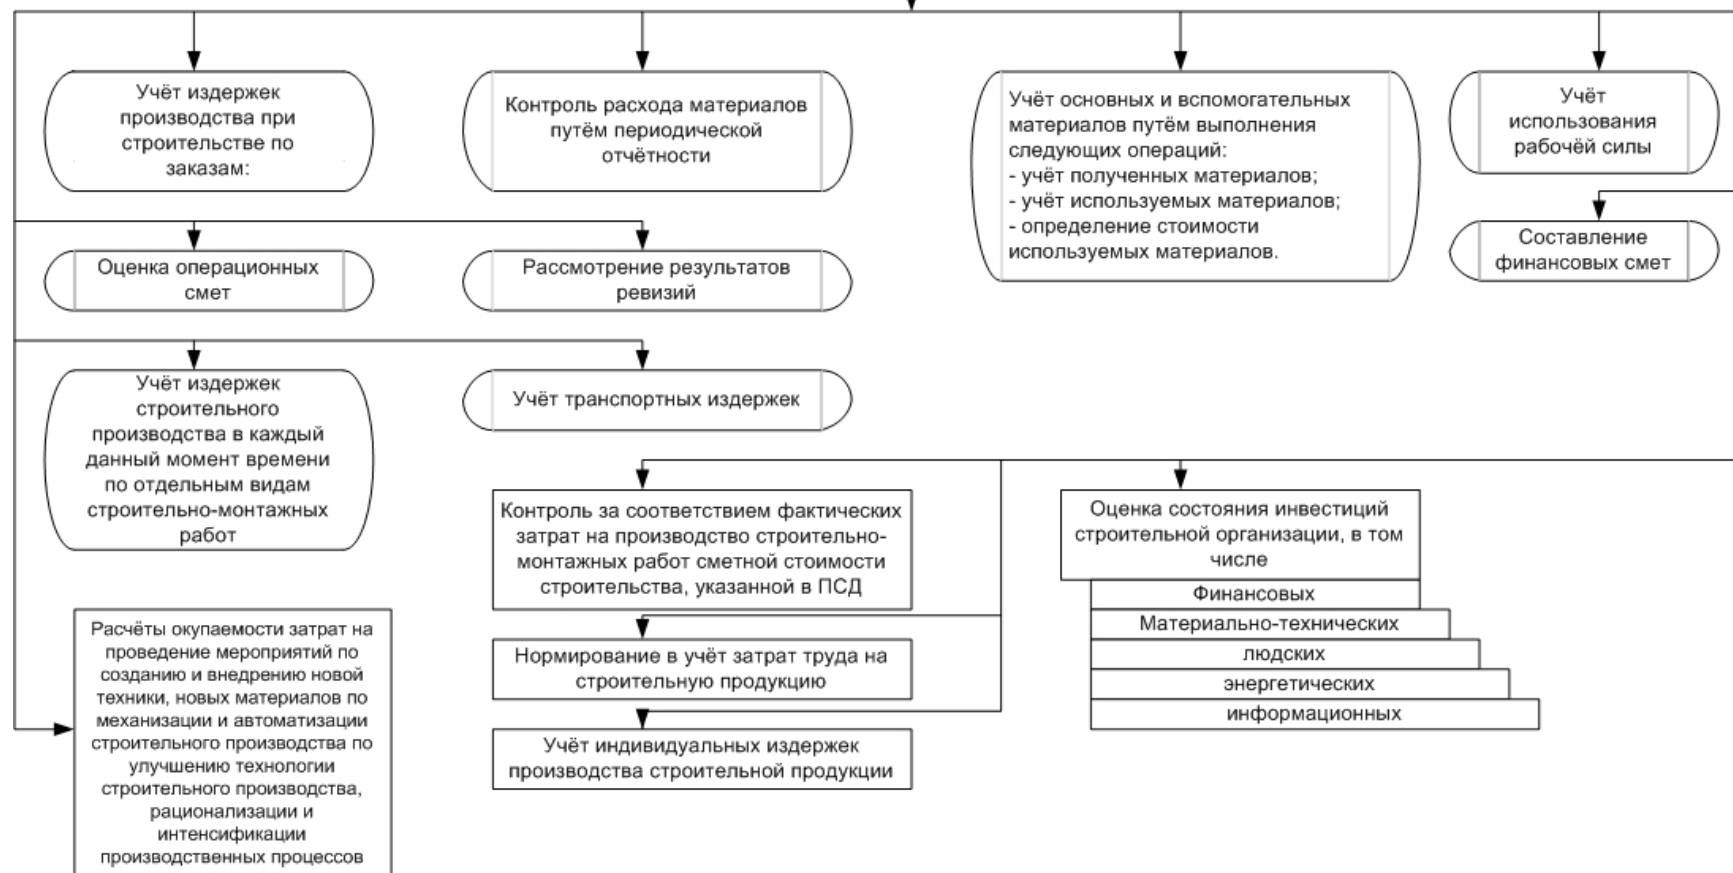 Учёт издержек
производства при
строительстве по
заказам:
Контроль расхода материалов
путём периодической
отчётности
Учёт основных и вспомогательных
материалов путём выполнения
следующих операций:
- учёт полученных материалов;
- учёт используемых материалов;
- определение стоимости
используемых материалов.
Учёт
использования
рабочёй силы
Оценка операционных
смет
Рассмотрение результатов
ревизий
Составление
финансовых смет
Учёт издержек
строительного
производства в каждый
данный момент времени
по отдельным видам
строительно-монтажных
работ
Учёт транспортных издержек
Контроль за соответствием фактических
затрат на производство строительно-
монтажных работ сметной стоимости
строительства, указанной в ПСД
Оценка состояния инвестиций
строительной организации, в том
числе
Финансовых
Материально-технических
людских
энергетических
информационных
Нормирование в учёт затрат труда на
строительную продукцию
Учёт индивидуальных издержек
производства строительной продукции
Расчёты окупаемости затрат на
проведение мероприятий по
созданию и внедрению новой
техники, новых материалов по
механизации и автоматизации
строительного производства по
улучшению технологии
строительного производства,
рационализации и
интенсификации
производственных процессов